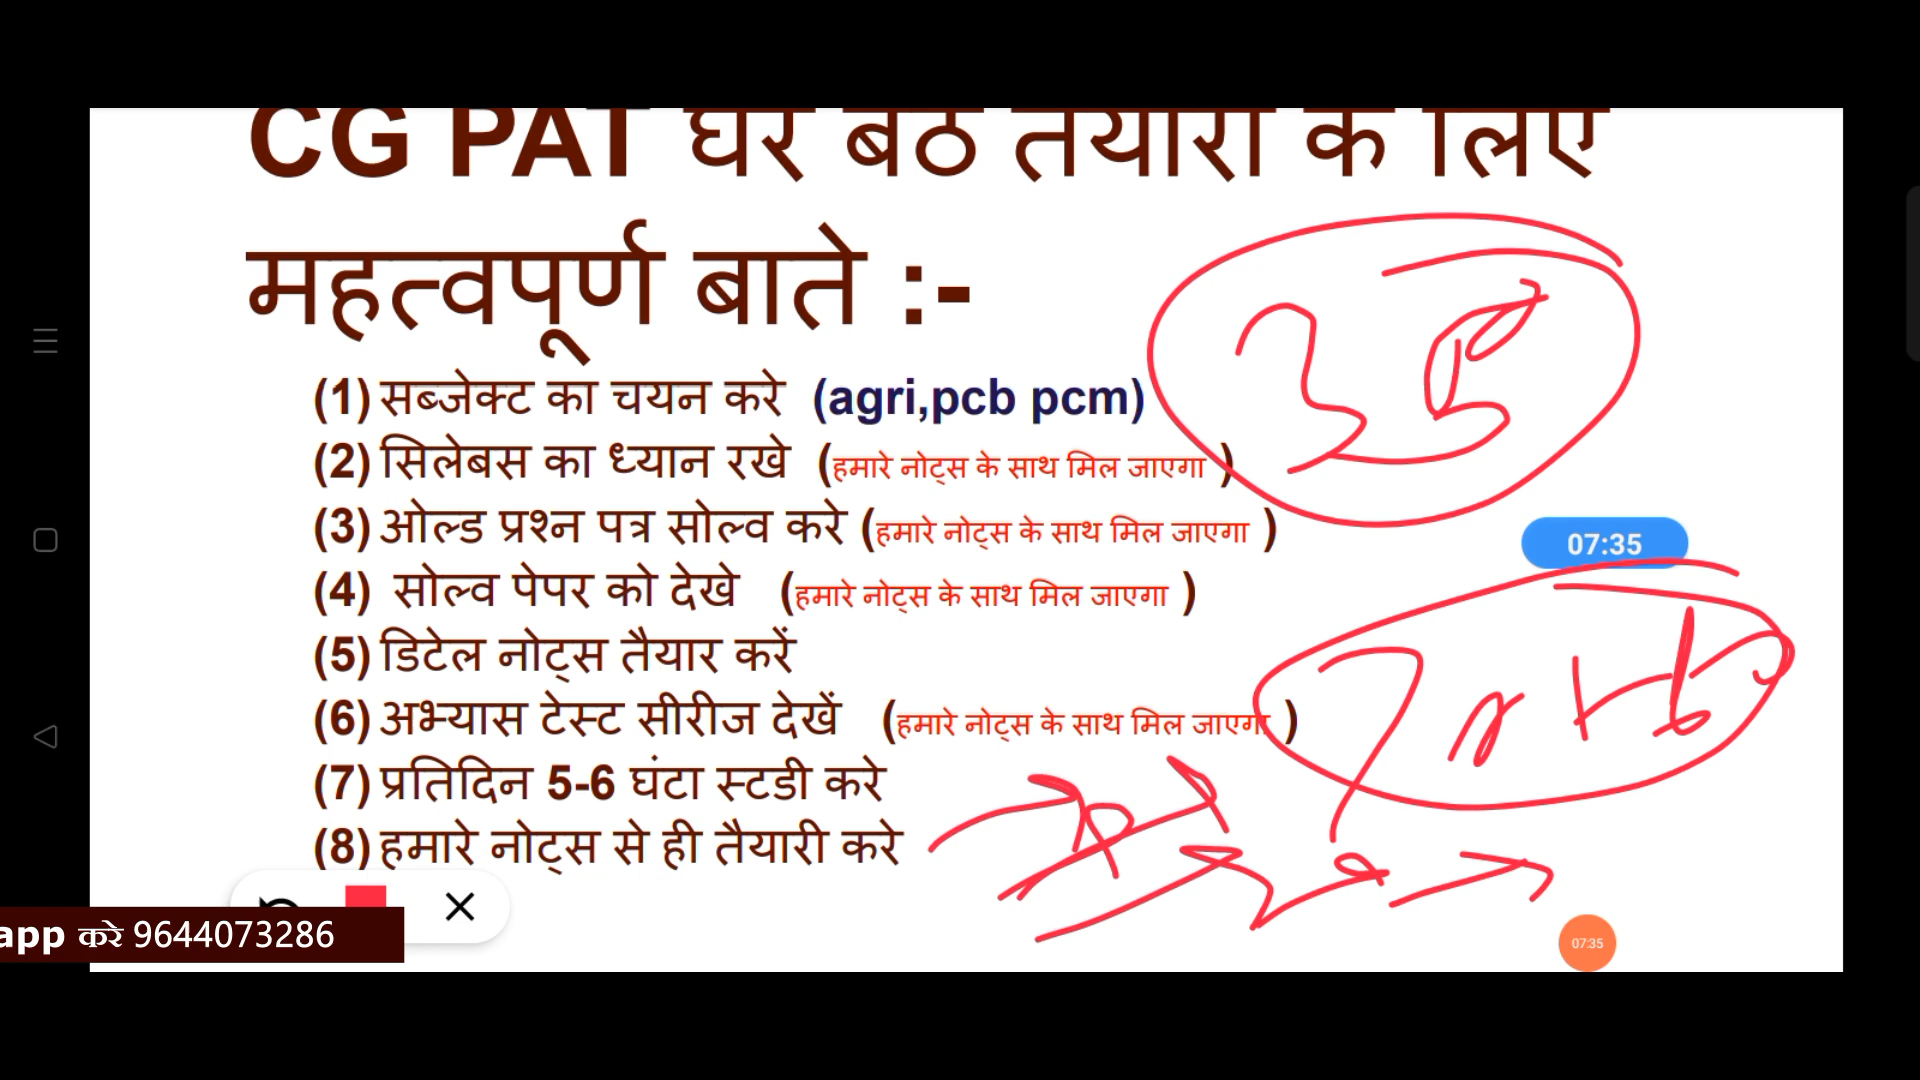 CG PAT घर बैठे तैयारी के लिए
महत्वपूर्ण बाते :-
(1) सब्जेक्ट का चयन करे (agri,pcb pcm)
(2) सिलेबस का ध्यान रखे (हमारे नोट्स के साथ मिल जाएगा )
(3) ओल्ड प्रश्न पत्र सोल्व करे (हमारे नोट्स के साथ मिल जाएगा )
07:35
(4) सोल्व पेपर को देखे (हमारे नोट्स के साथ मिल जाएगा )
(5) डिटेल नोट्स तैयार करें
(6) अभ्यास टेस्ट सीरीज देखें (हमारे नोट्स के साथ मिल जाएगा )
(7) प्रतिदिन 5-6 घंटा स्टडी करे
(8) हमारे नोट्स से ही तैयारी करे
app करे 9644073286
07:35